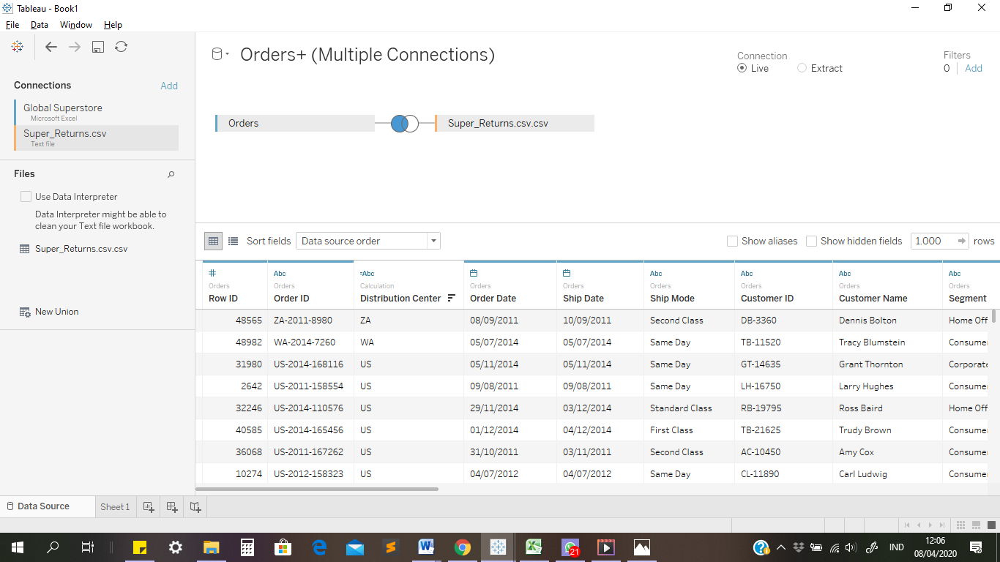 Tableau - Book1
File Data Window Help
Orders+ (Multiple Connections)
Connection
Live Extract
Filters
0 Add
Connections Add
Global Superstore
Microsoft Excel
Super_Returns.csv
Text file
Orders Super_Returns.csv.csv
Files
Use Data Interpreter
Data Interpreter might be able to
clean your Text file workbook.
Super_Returns.csv.csv
New Union
Sort fields Data source order Show aliases Show hidden fields 1.000 rows
# Abc =Abc Abc Abc Abc Abc
Orders Orders Calculation Orders Orders Orders Orders Orders Orders
Row ID Order ID Distribution Center Order Date Ship Date Ship Mode Customer ID Customer Name Segment
48565 ZA-2011-8980 ZA 08/09/2011 10/09/2011 Second Class DB-3360 Dennis Bolton Home Off
48982 WA-2014-7260 WA 05/07/2014 05/07/2014 Same Day TB-11520 Tracy Blumstein Consume
31980 US-2014-168116 US 05/11/2014 05/11/2014 Same Day GT-14635 Grant Thornton Corporate
2642 US-2011-158554 US 09/08/2011 09/08/2011 Same Day LH-16750 Larry Hughes Consume
32246 US-2014-110576 US 29/11/2014 03/12/2014 Standard Class RB-19795 Ross Baird Home Off
40585 US-2014-165456 US 01/12/2014 04/12/2014 First Class TB-21625 Trudy Brown Consume
36068 US-2011-167262 US 31/10/2011 03/11/2011 Second Class AC-10450 Amy Cox Consume
10274 US-2012-158323 US 04/07/2012 04/07/2012 Same Day CL-11890 Carl Ludwig Consume
Data Source Sheet 1
21 IND 12:06
08/04/2020